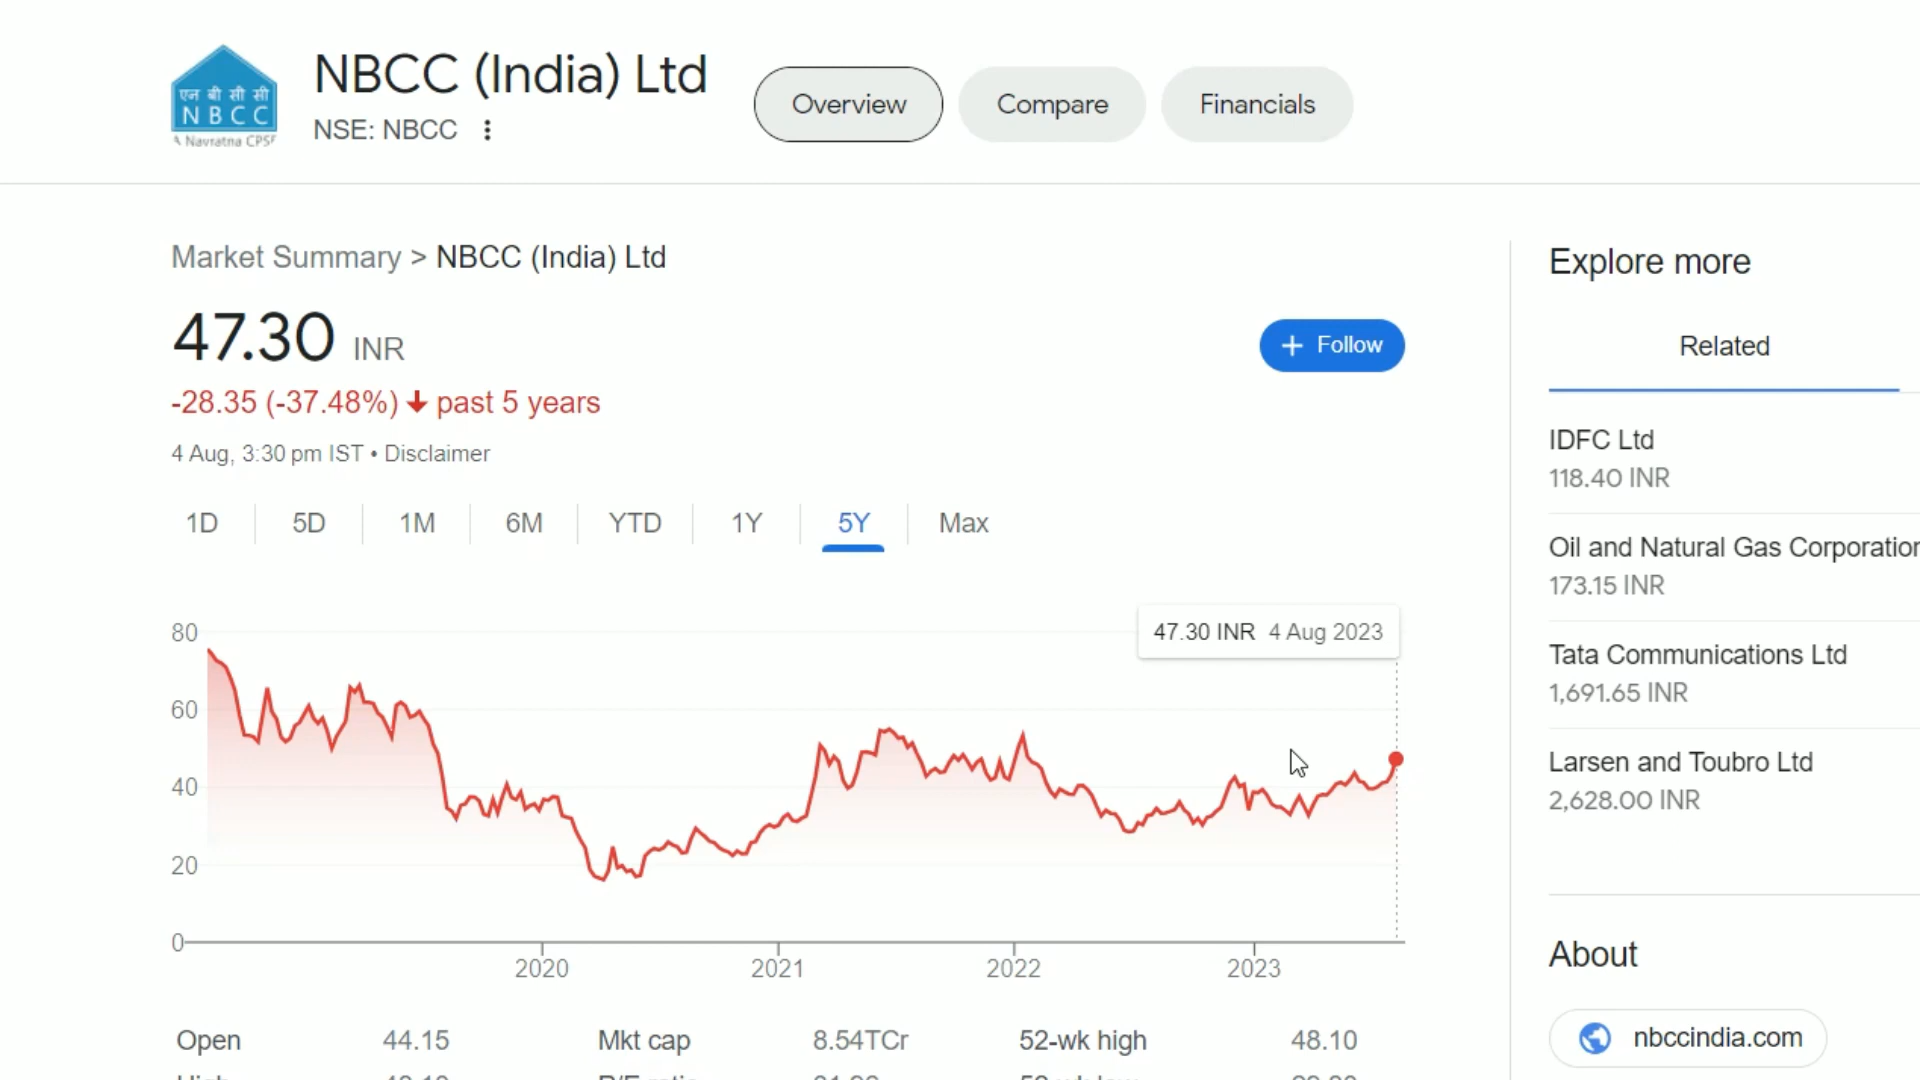 एन बी सी सी
NBCC
A Navratna CPSE
NBCC (India) Ltd
NSE: NBCC
Overview
Compare
Financials
Market Summary > NBCC (India) Ltd
47.30 INR
-28.35 (-37.48%) past 5 years
4 Aug, 3:30 pm IST • Disclaimer
+ Follow
1D 5D 1M 6M YTD 1Y 5Y Max
47.30 INR 4 Aug 2023
80
60
40
20
0
2020 2021 2022 2023
Open 44.15 Mkt cap 8.54TCr 52-wk high 48.10
Explore more
Related
IDFC Ltd
118.40 INR
Oil and Natural Gas Corporation
173.15 INR
Tata Communications Ltd
1,691.65 INR
Larsen and Toubro Ltd
2,628.00 INR
About
nbccindia.com